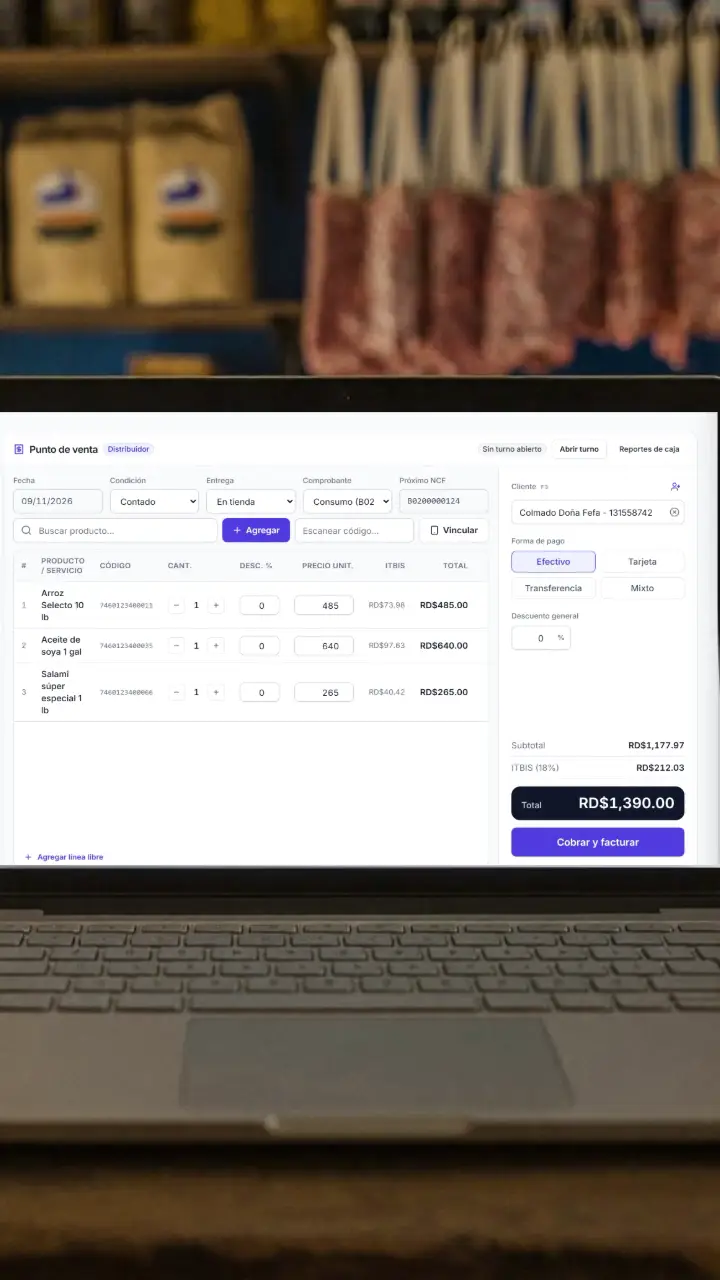 Punto de venta Distribuidor Sin turno abierto Abrir turno Reportes de caja
Fecha Condición Entrega Comprobante Próximo NCF
09/11/2026 Contado En tienda Consumo (B02 B0200000124
Buscar producto... + Agregar Escanear código... Vincular
# PRODUCTO / SERVICIO CÓDIGO CANT. DESC. % PRECIO UNIT. ITBIS TOTAL
1 Arroz Selecto 10 lb − 1 + 0 485 RD$73.98 RD$485.00
2 Aceite de soya 1 gal − 1 + 0 640 RD$97.63 RD$640.00
3 Salami súper especial 1 lb − 1 + 0 265 RD$40.42 RD$265.00
+ Agregar línea libre
Cliente
Colmado Doña Fefa - 131558742
Forma de pago
Efectivo Tarjeta
Transferencia Mixto
Descuento general
0 %
Subtotal RD$1,177.97
ITBIS (18%) RD$212.03
Total RD$1,390.00
Cobrar y facturar